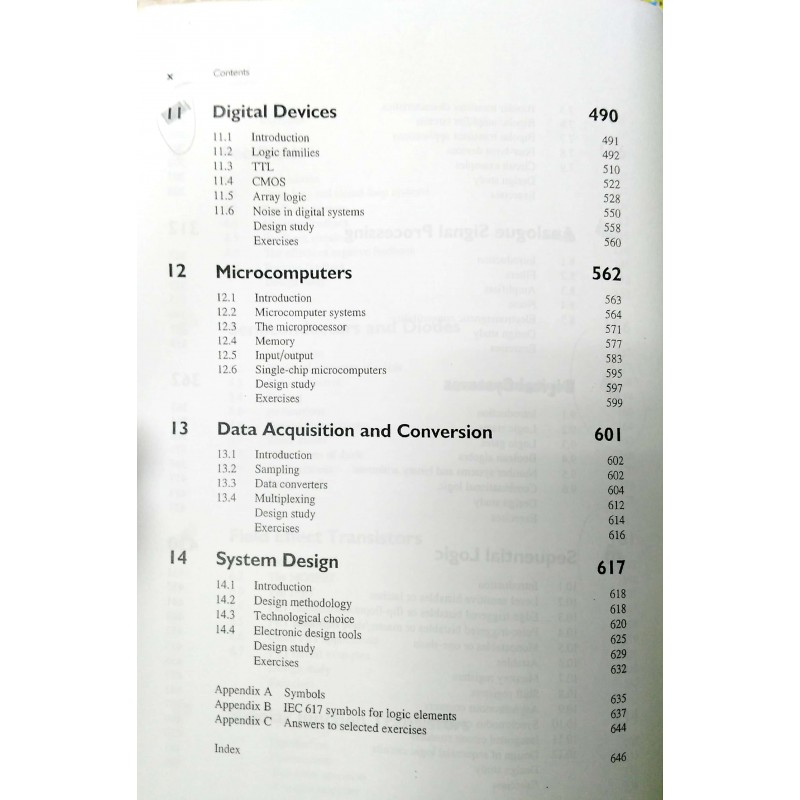 x Contents
11 Digital Devices 490
11.1 Introduction 491
11.2 Logic families 492
11.3 TTL 510
11.4 CMOS 522
11.5 Array logic 528
11.6 Noise in digital systems 550
Design study 558
Exercises 560
12 Microcomputers 562
12.1 Introduction 563
12.2 Microcomputer systems 564
12.3 The microprocessor 571
12.4 Memory 577
12.5 Input/output 583
12.6 Single-chip microcomputers 595
Design study 597
Exercises 599
13 Data Acquisition and Conversion 601
13.1 Introduction 602
13.2 Sampling 602
13.3 Data converters 604
13.4 Multiplexing 612
Design study 614
Exercises 616
14 System Design 617
14.1 Introduction 618
14.2 Design methodology 618
14.3 Technological choice 620
14.4 Electronic design tools 625
Design study 629
Exercises 632
Appendix A Symbols 635
Appendix B IEC 617 symbols for logic elements 637
Appendix C Answers to selected exercises 644
Index 646